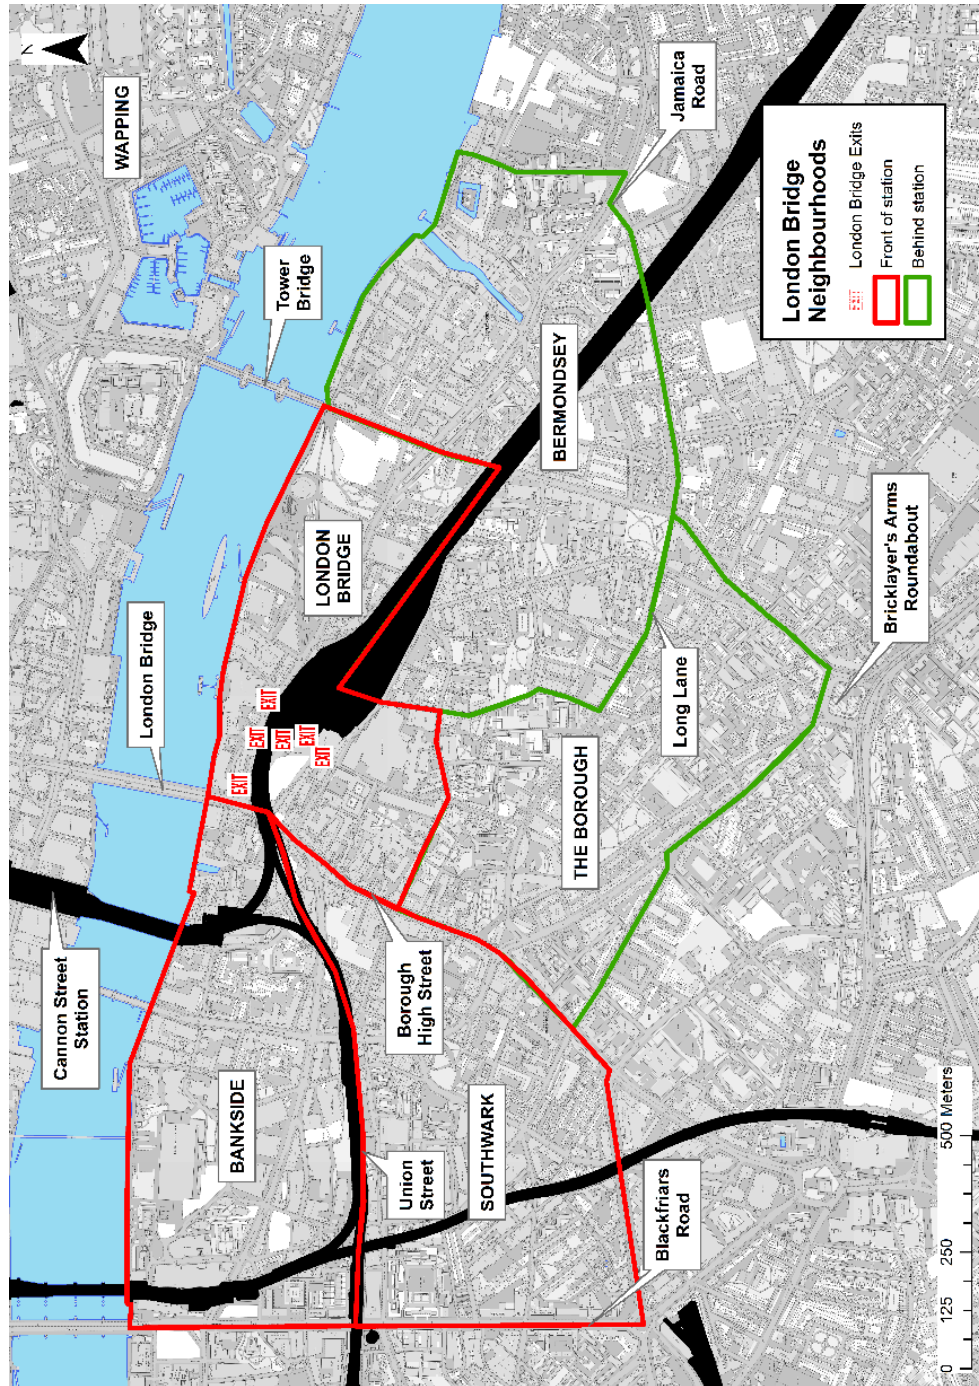 N
WAPPING
Tower
Bridge
London Bridge
Cannon Street
Station
LONDON
BRIDGE
EXIT
EXIT
EXIT
EXIT
EXIT
EXIT
BANKSIDE
Borough
High Street
Union
Street
SOUTHWARK
Blackfriars
Road
THE BOROUGH
Long Lane
BERMONDSEY
Jamaica
Road
Bricklayer's Arms
Roundabout
London Bridge
Neighbourhoods
EXIT London Bridge Exits
Front of station
Behind station
0 125 250 500 Meters